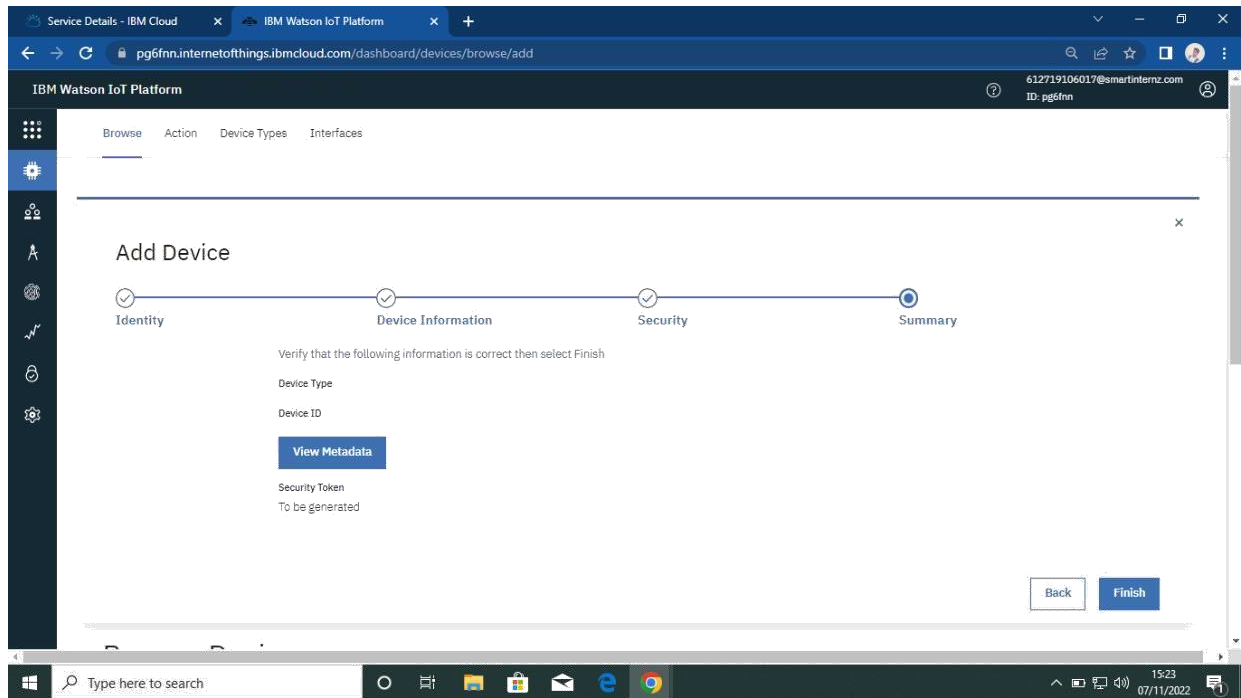 Service Details - IBM Cloud
IBM Watson IoT Platform
pg6fnn.internetofthings.ibmcloud.com/dashboard/devices/browse/add
IBM Watson IoT Platform
612719106017@smartinternz.com
ID: pg6fnn
Browse Action Device Types Interfaces
Add Device
Identity Device Information Security Summary
Verify that the following information is correct then select Finish
Device Type
Device ID
View Metadata
Security Token
To be generated
Back Finish
Type here to search
15:23
07/11/2022
1